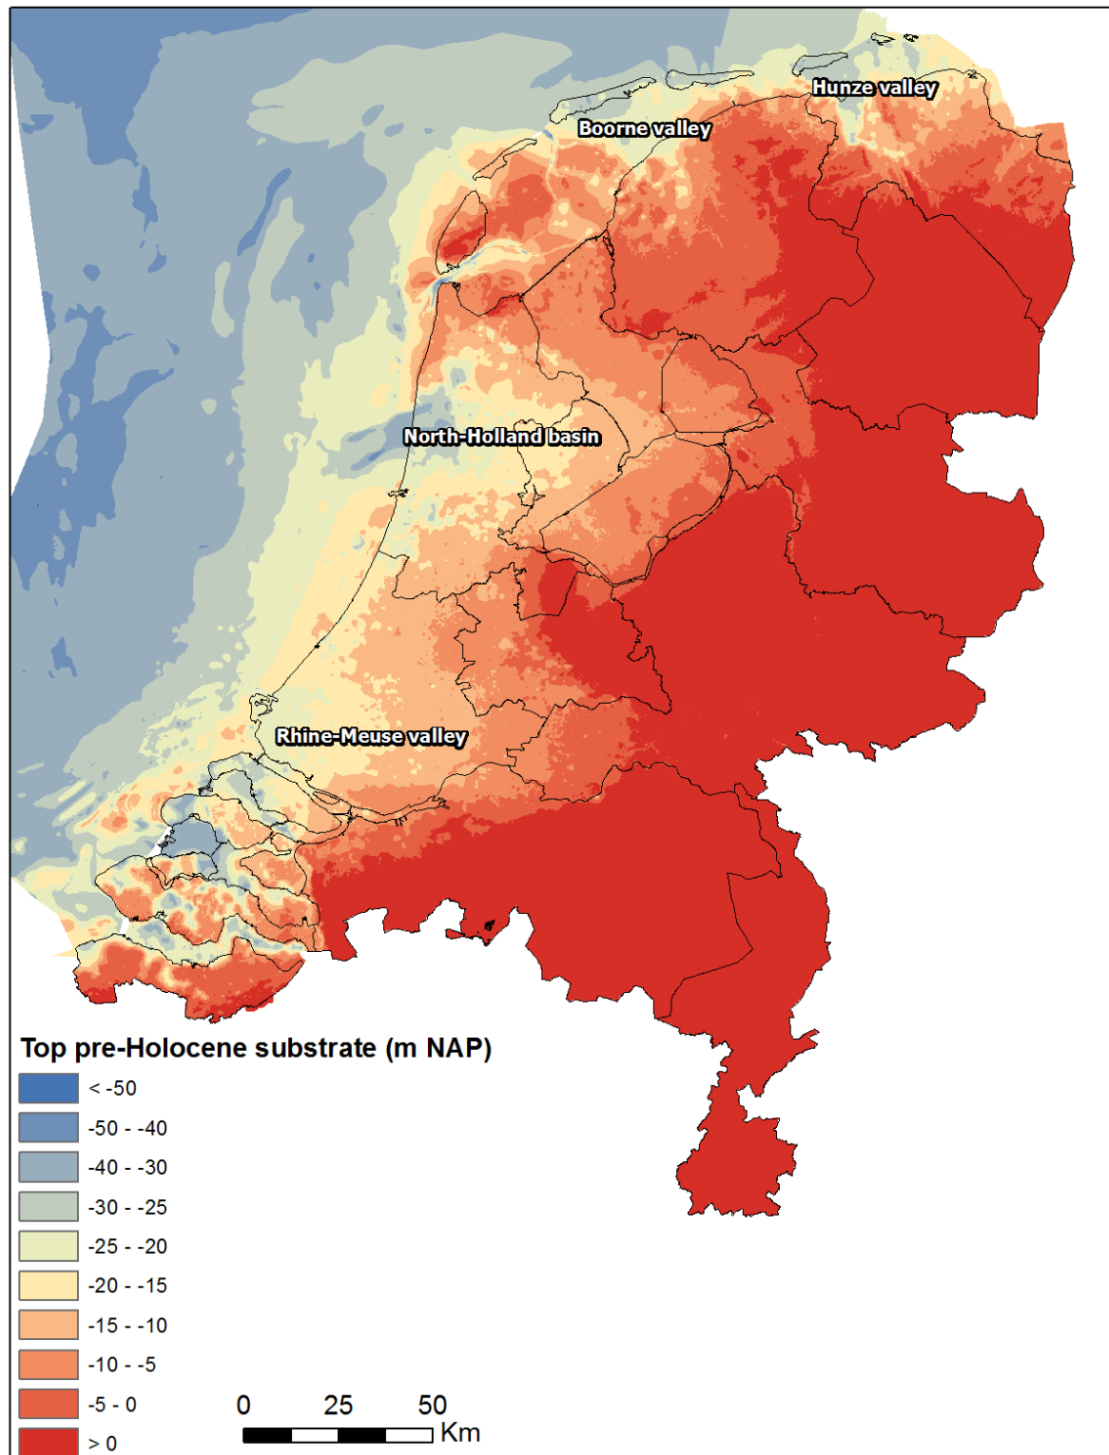 Hunze valley
Boorne valley
North-Holland basin
Rhine-Meuse valley
Top pre-Holocene substrate (m NAP)
< -50
-50 - -40
-40 - -30
-30 - -25
-25 - -20
-20 - -15
-15 - -10
-10 - -5
-5 - 0
> 0
0 25 50
Km